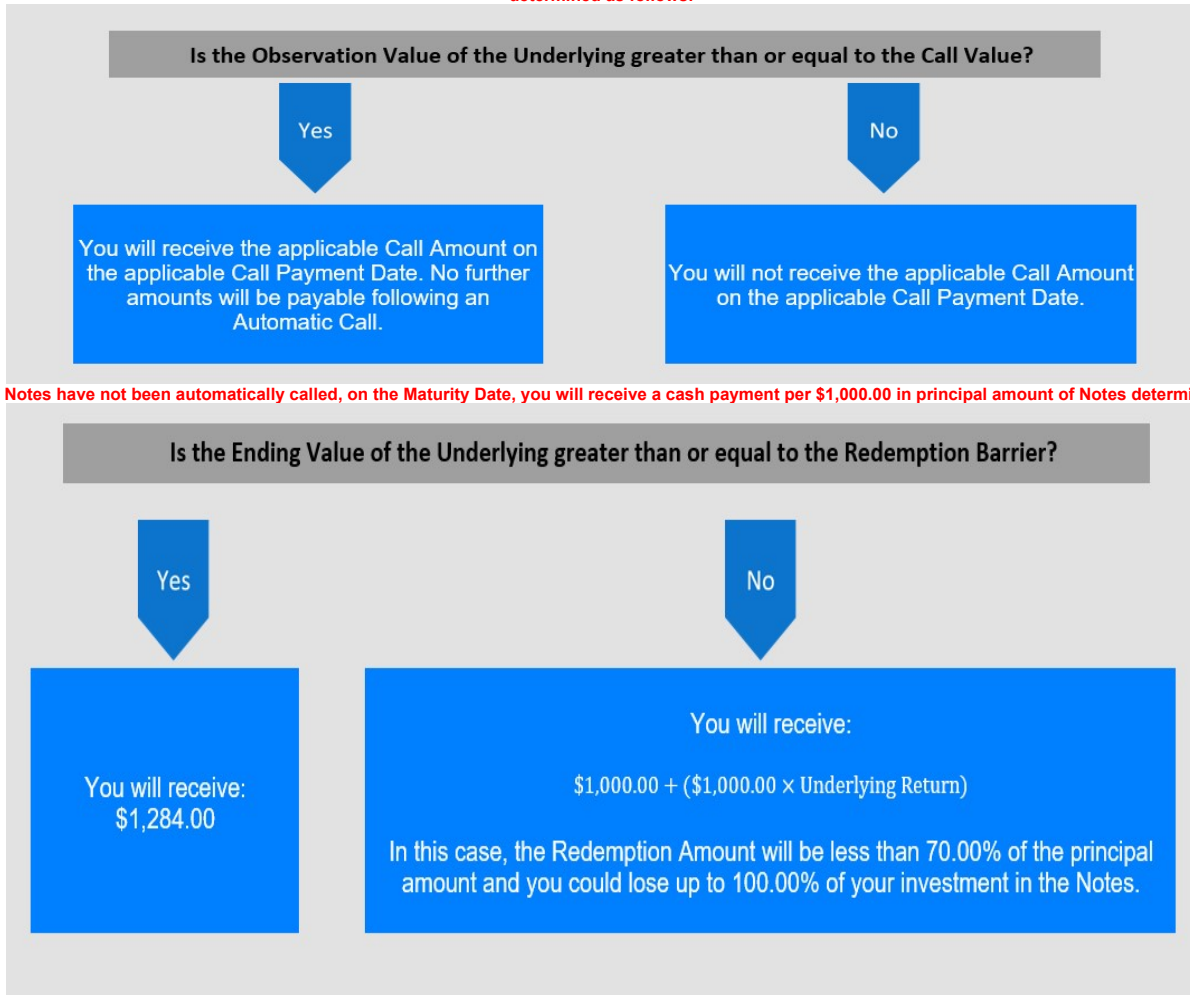 determined as follows:
Is the Observation Value of the Underlying greater than or equal to the Call Value?
Yes
No
You will receive the applicable Call Amount on
the applicable Call Payment Date. No further
amounts will be payable following an
Automatic Call.
You will not receive the applicable Call Amount
on the applicable Call Payment Date.
Notes have not been automatically called, on the Maturity Date, you will receive a cash payment per $1,000.00 in principal amount of Notes determi
Is the Ending Value of the Underlying greater than or equal to the Redemption Barrier?
Yes
No
You will receive:
$1,284.00
You will receive:
$1,000.00 + ($1,000.00 × Underlying Return)
In this case, the Redemption Amount will be less than 70.00% of the principal
amount and you could lose up to 100.00% of your investment in the Notes.